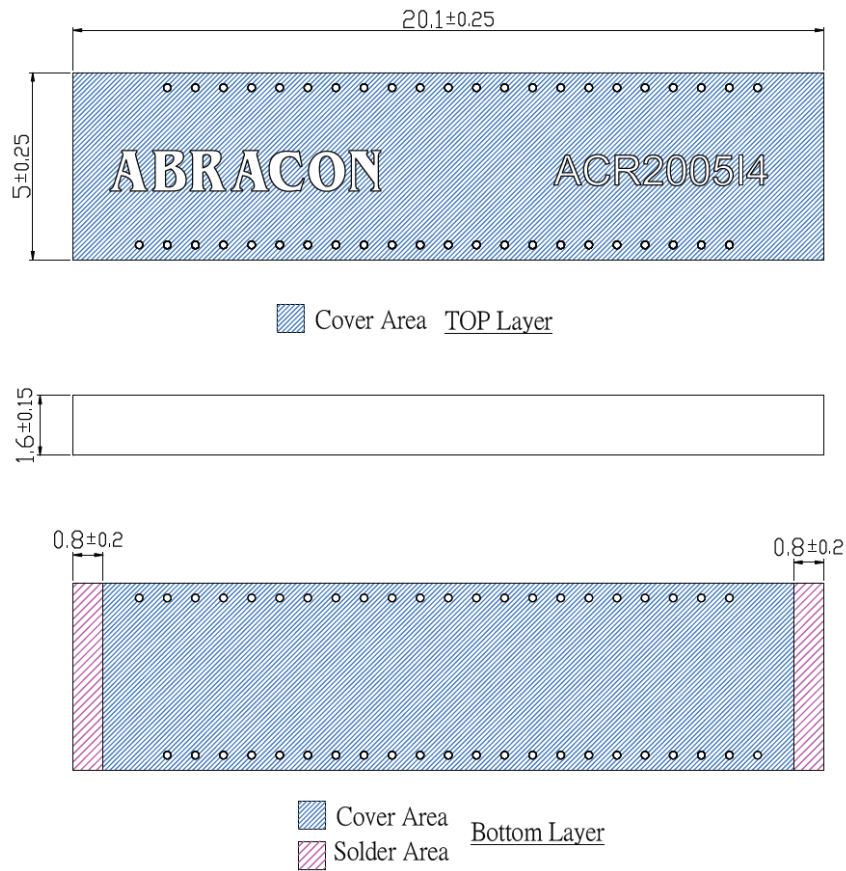 20.1±0.25
5±0.25
ABRACON
ACR2005I4
Cover Area TOP Layer
1.6±0.15
0.8±0.2
0.8±0.2
Cover Area
Solder Area
Bottom Layer